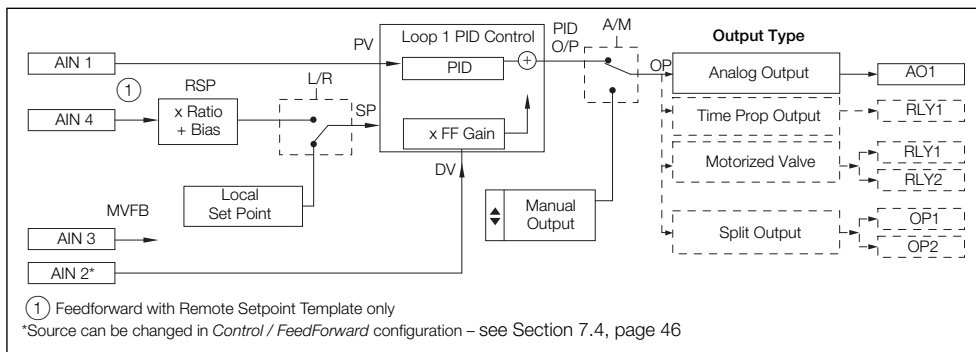 Loop 1 PID Control
PID
O/P
A/M
Output Type
AIN 1
PV
PID
+
OP
Analog Output
AO1
1
RSP
L/R
AIN 4
x Ratio
+ Bias
SP
x FF Gain
Time Prop Output
RLY1
DV
Motorized Valve
RLY1
RLY2
Local
Set Point
Manual
Output
MVFB
AIN 3
Split Output
OP1
OP2
AIN 2*
1 Feedforward with Remote Setpoint Template only
*Source can be changed in Control / FeedForward configuration – see Section 7.4, page 46